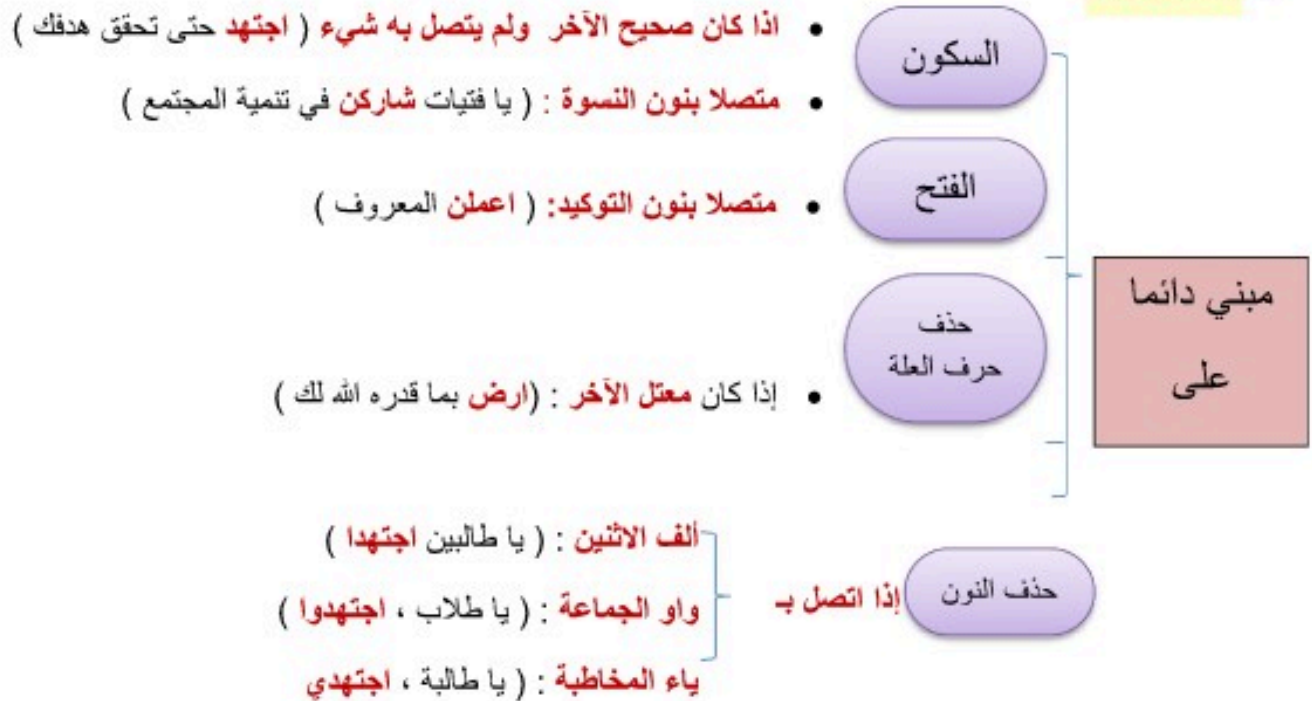 مبني دائما
على
السكون
• اذا كان صحيح الآخر ولم يتصل به شيء ( اجتهد حتى تحقق هدفك )
• متصلا بنون النسوة : ( يا فتيات شاركن في تنمية المجتمع )
الفتح
• متصلا بنون التوكيد: ( اعملن المعروف )
حذف
حرف العلة
• إذا كان معتل الآخر : (ارض بما قدره الله لك )
حذف النون
إذا اتصل بـ
ألف الاثنين : ( يا طالبين اجتهدا )
واو الجماعة : ( يا طلاب ، اجتهدوا )
ياء المخاطبة : ( يا طالبة ، اجتهدي